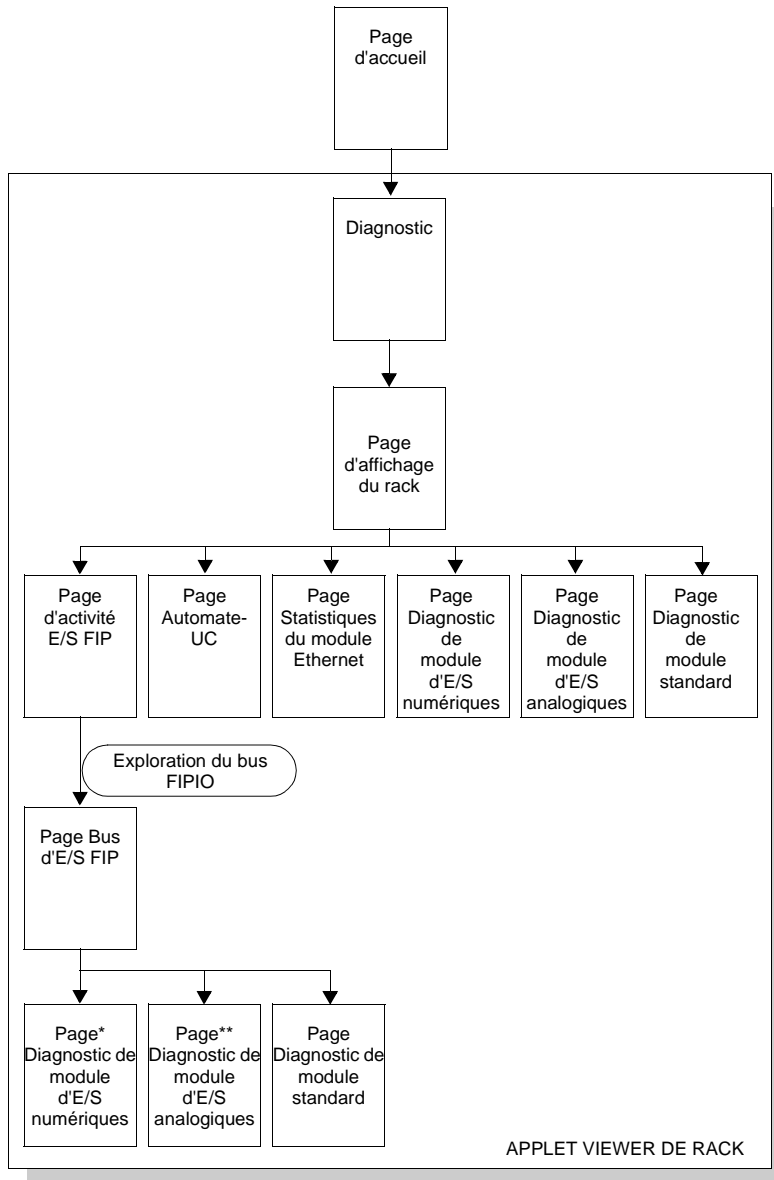 Page
d'accueil
Diagnostic
Page
d'affichage
du rack
Page
d'activité
E/S FIP
Page
Automate-
UC
Page
Statistiques
du module
Ethernet
Page
Diagnostic
de
module
d'E/S
numériques
Page
Diagnostic
de
module
d'E/S
analogiques
Page
Diagnostic
de
module
standard
Exploration du bus
FIPIO
Page Bus
d'E/S FIP
Page*
Diagnostic de
module
d'E/S
numériques
Page**
Diagnostic de
module
d'E/S
analogiques
Page
Diagnostic de
module
standard
APPLET VIEWER DE RACK